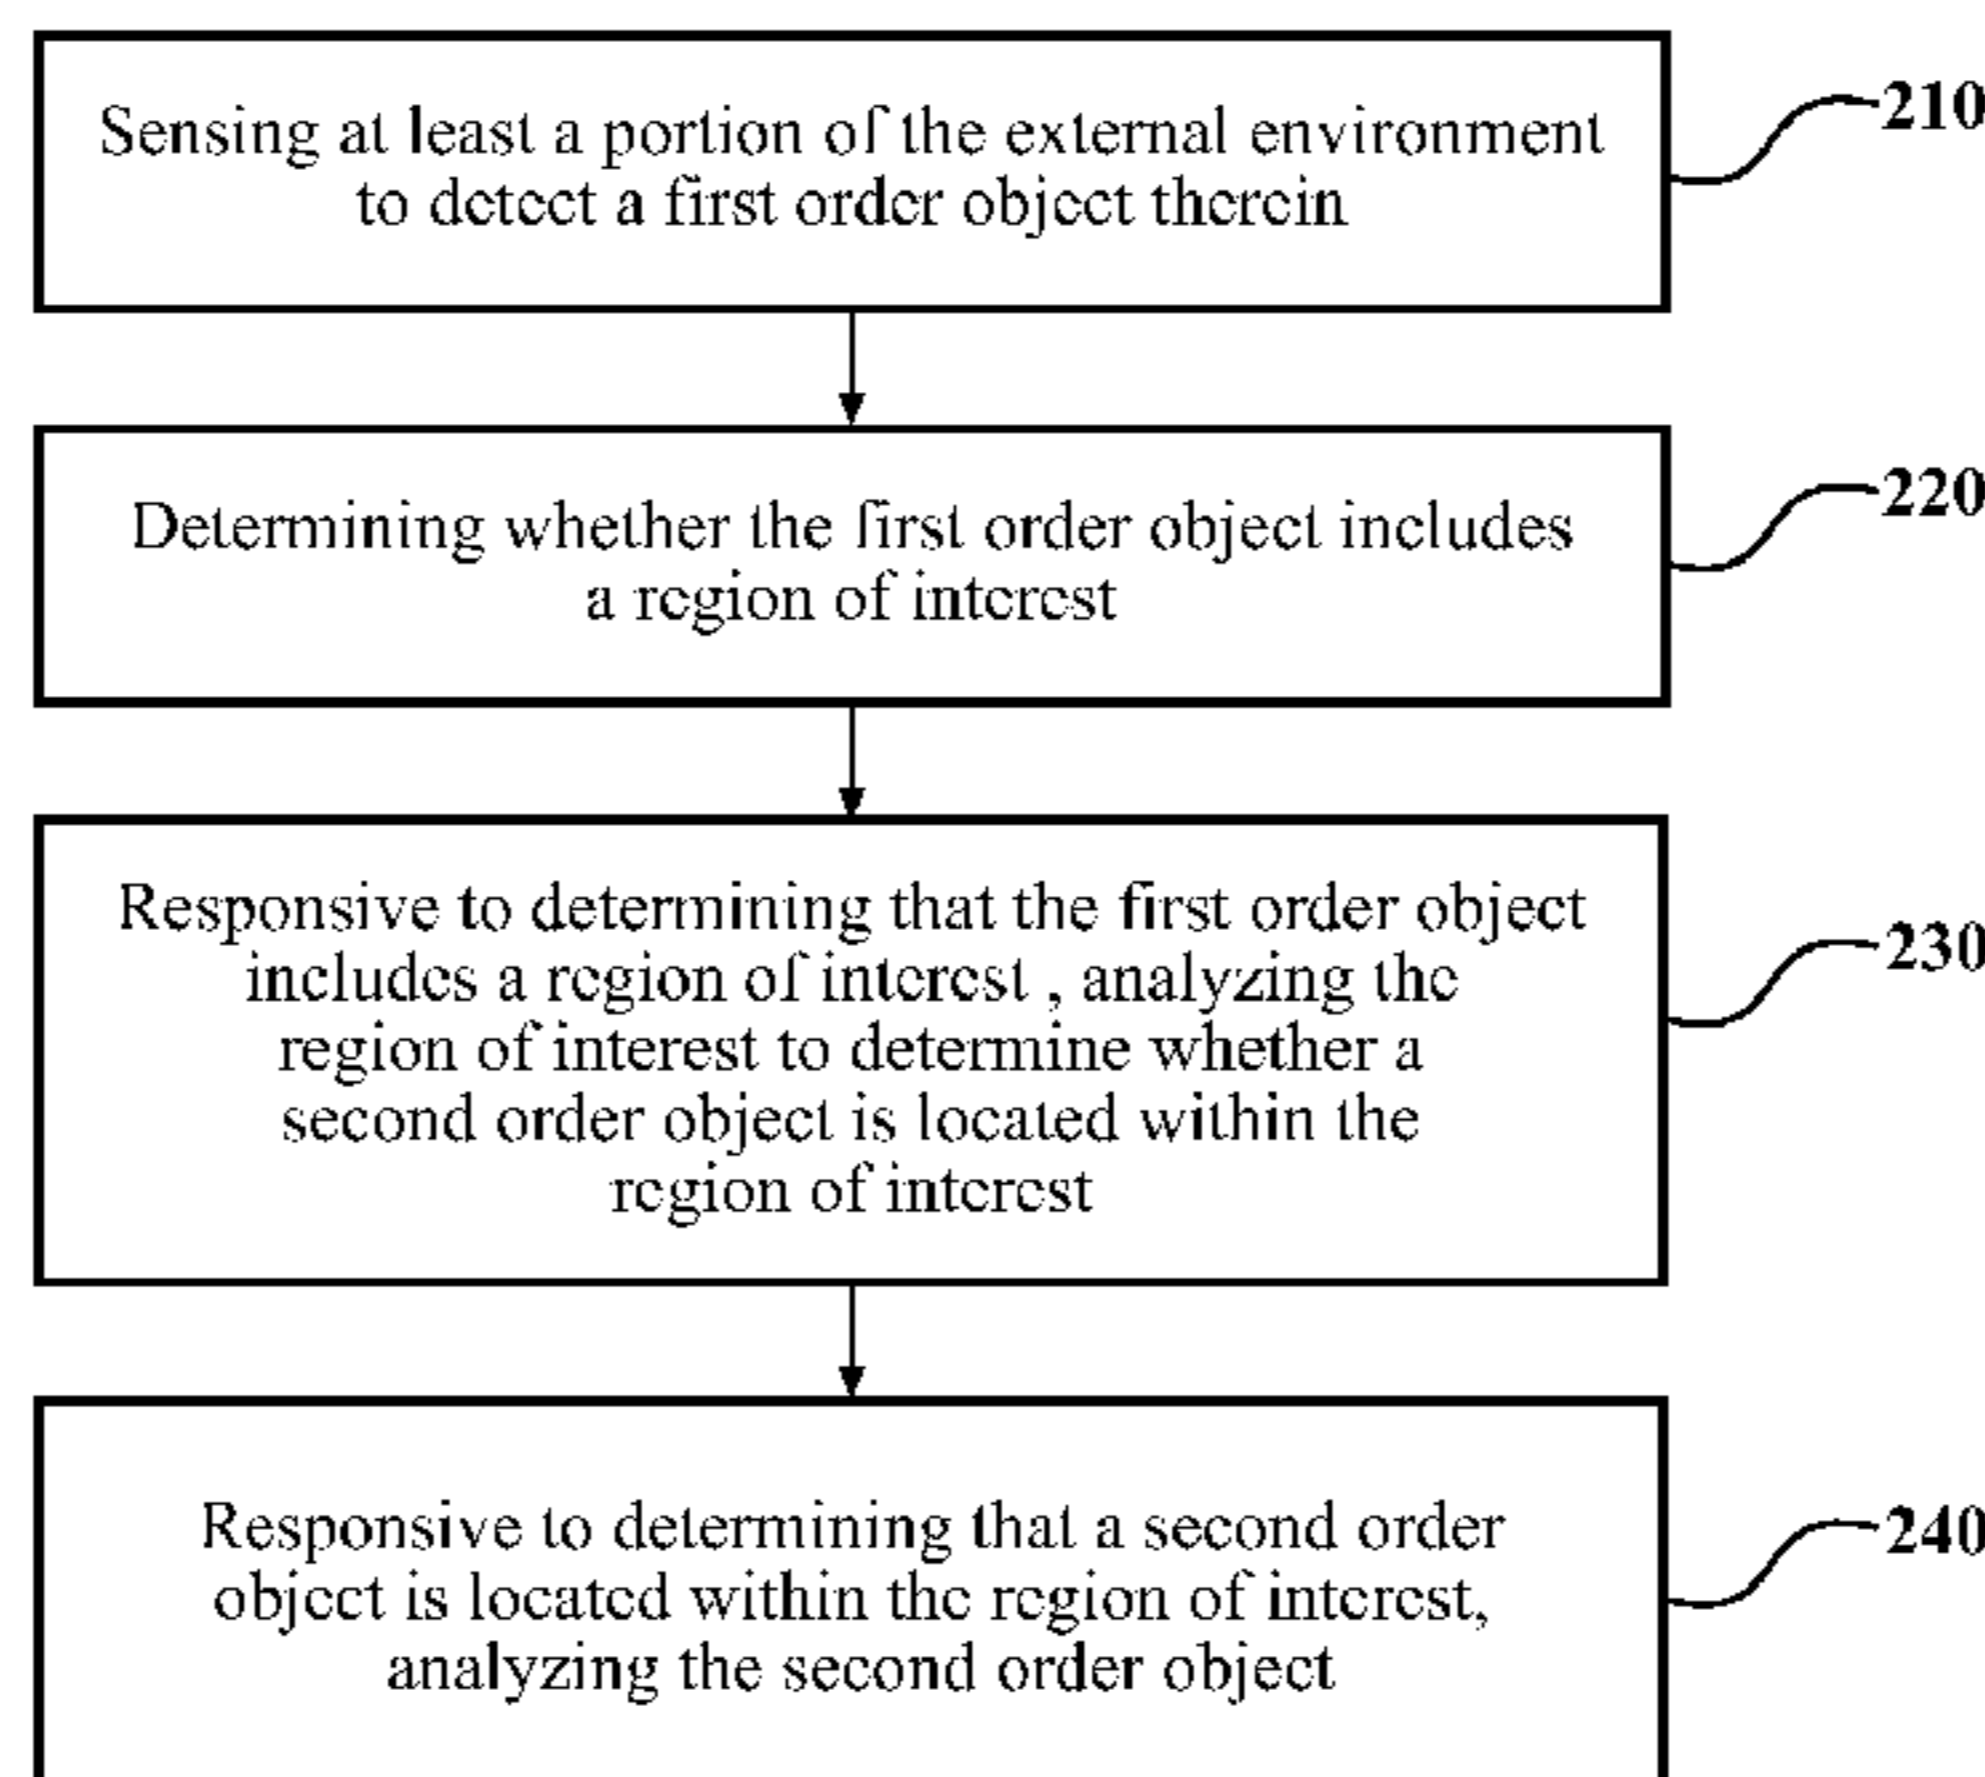 Sensing at least a portion of the external environment
to detect a first order object therein
210
Determining whether the first order object includes
a region of interest
220
Responsive to determining that the first order object
includes a region of interest , analyzing the
region of interest to determine whether a
second order object is located within the
region of interest
230
Responsive to determining that a second order
object is located within the region of interest,
analyzing the second order object
240